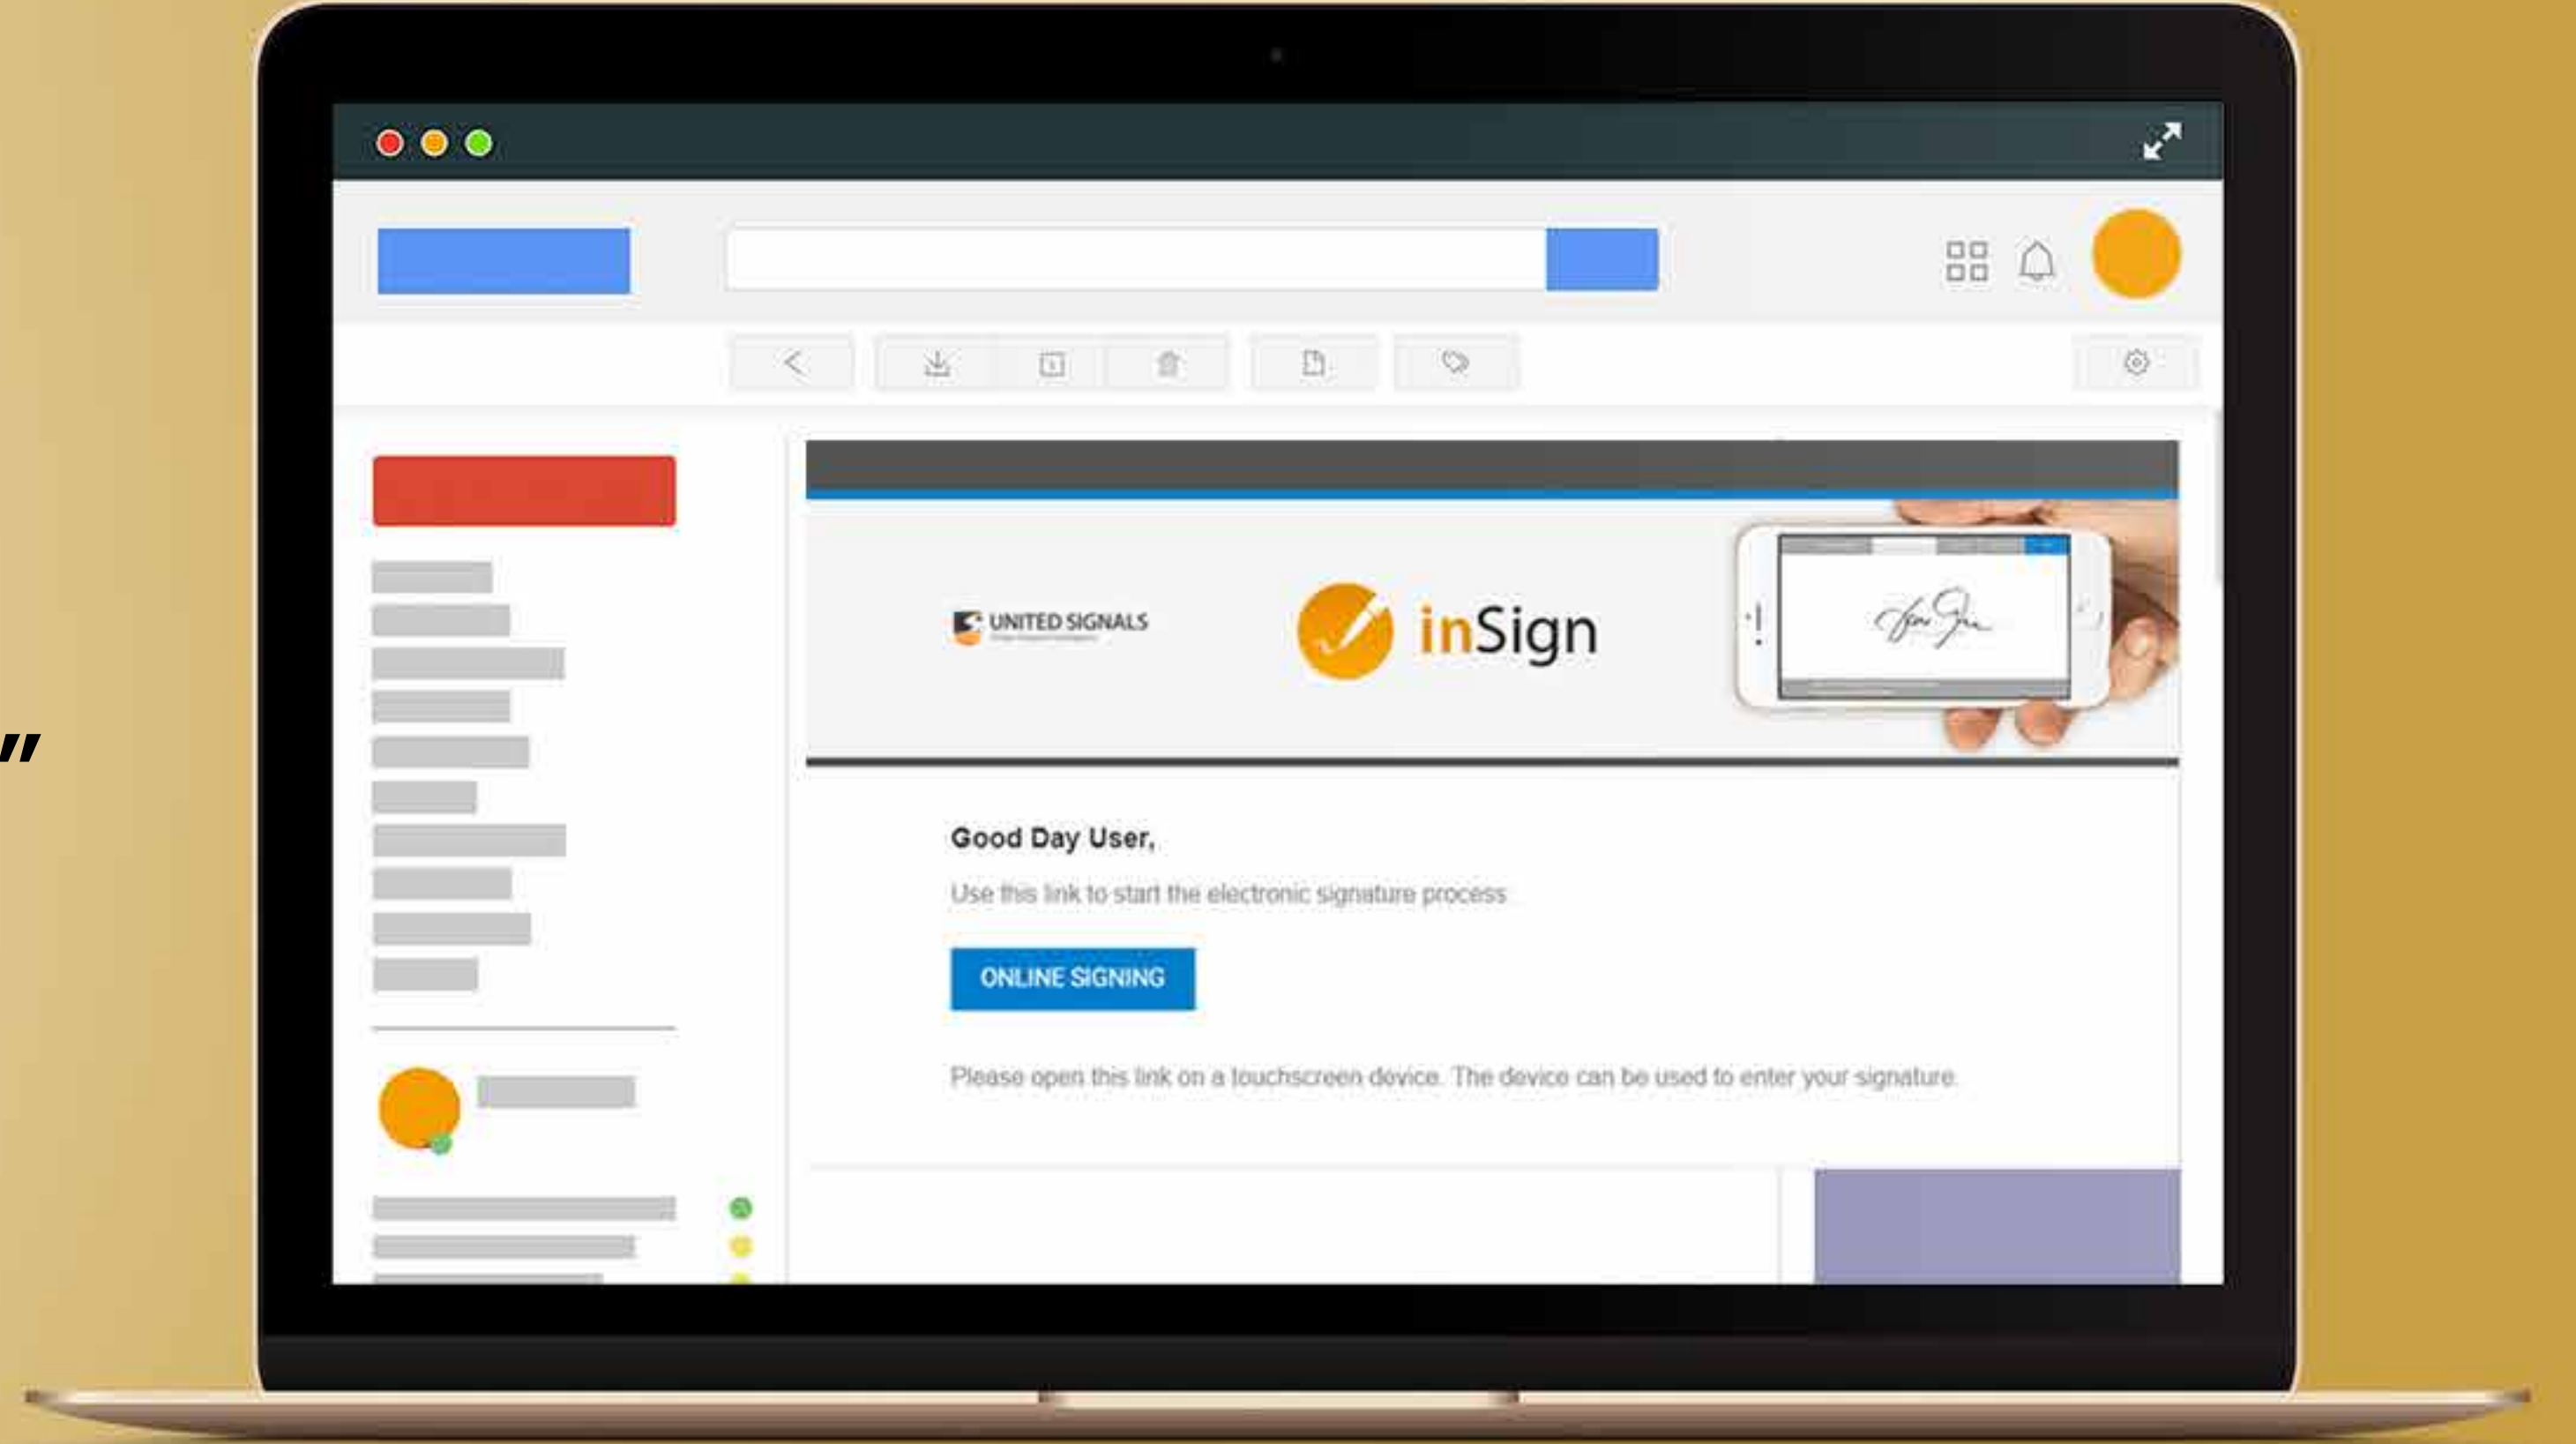 "
UNITED SIGNALS
inSign
Good Day User,
Use this link to start the electronic signature process
ONLINE SIGNING
Please open this link on a touchscreen device. The device can be used to enter your signature.